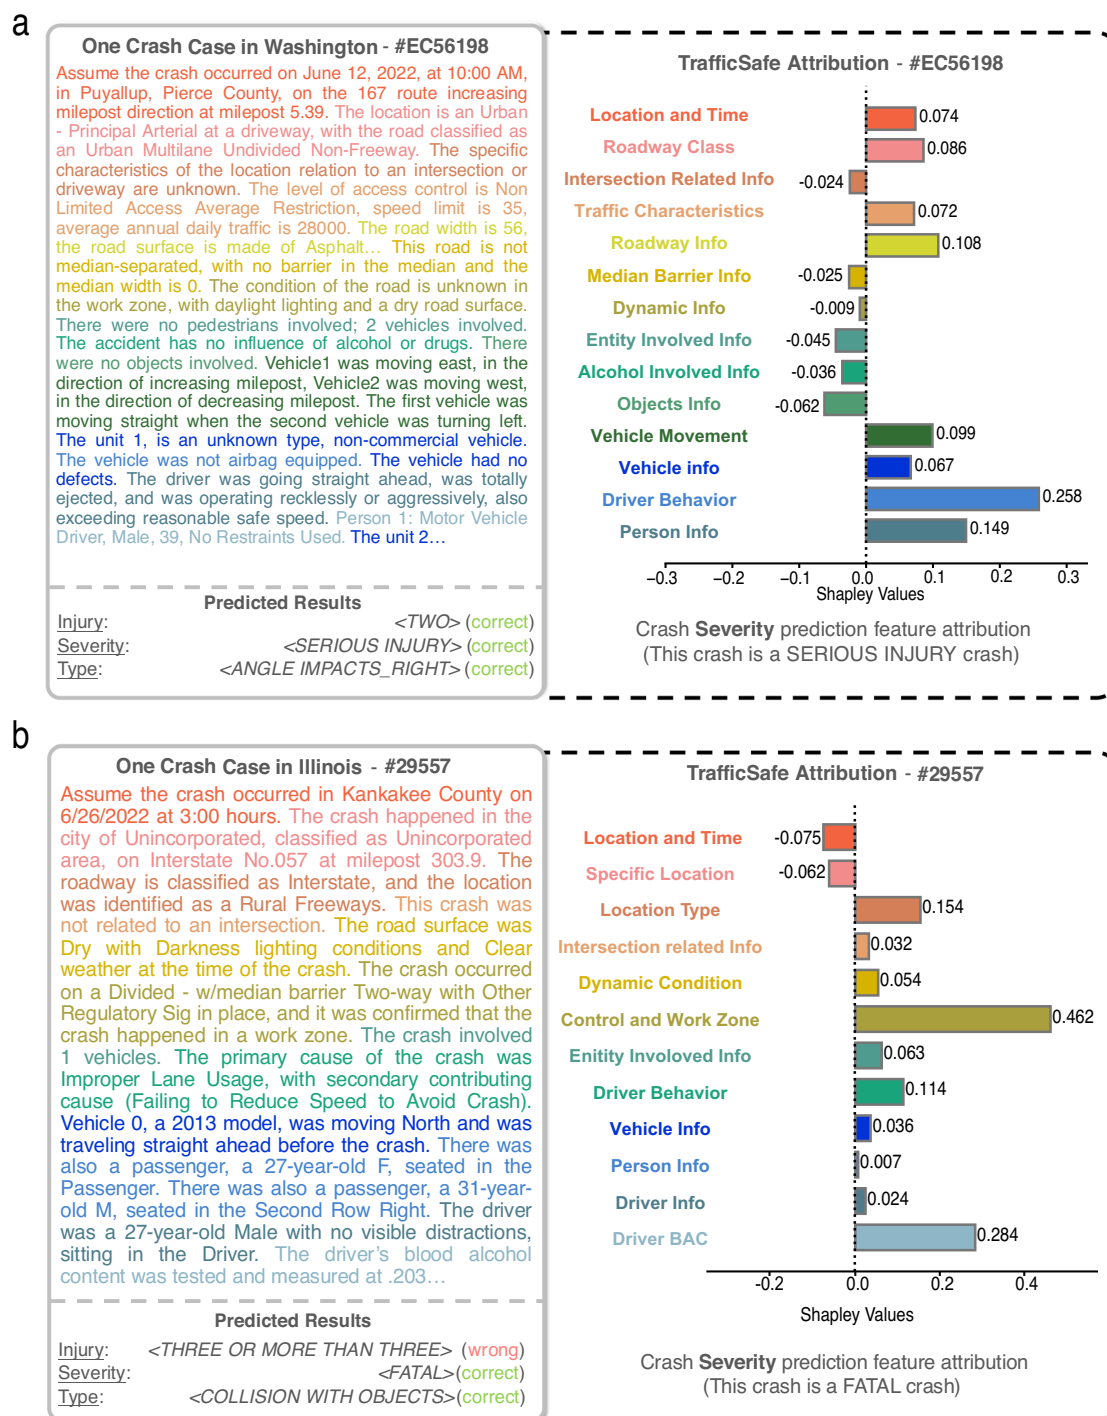 a
One Crash Case in Washington - #EC56198
Assume the crash occurred on June 12, 2022, at 10:00 AM,
in Puyallup, Pierce County, on the 167 route increasing
milepost direction at milepost 5.39. The location is an Urban
- Principal Arterial at a driveway, with the road classified as
an Urban Multilane Undivided Non-Freeway. The specific
characteristics of the location relation to an intersection or
driveway are unknown. The level of access control is Non
Limited Access Average Restriction, speed limit is 35,
average annual daily traffic is 28000. The road width is 56,
the road surface is made of Asphalt... This road is not
median-separated, with no barrier in the median and the
median width is 0. The condition of the road is unknown in
the work zone, with daylight lighting and a dry road surface.
There were no pedestrians involved; 2 vehicles involved.
The accident has no influence of alcohol or drugs. There
were no objects involved. Vehicle1 was moving east, in the
direction of increasing milepost, Vehicle2 was moving west,
in the direction of decreasing milepost. The first vehicle was
moving straight when the second vehicle was turning left.
The unit 1, is an unknown type, non-commercial vehicle.
The vehicle was not airbag equipped. The vehicle had no
defects. The driver was going straight ahead, was totally
ejected, and was operating recklessly or aggressively, also
exceeding reasonable safe speed. Person 1: Motor Vehicle
Driver, Male, 39, No Restraints Used. The unit 2...
Predicted Results
Injury: <TWO> (correct)
Severity: <SERIOUS INJURY> (correct)
Type: <ANGLE IMPACTS_RIGHT> (correct)
TrafficSafe Attribution - #EC56198
Location and Time 0.074
Roadway Class 0.086
Intersection Related Info -0.024
Traffic Characteristics 0.072
Roadway Info 0.108
Median Barrier Info -0.025
Dynamic Info -0.009
Entity Involved Info -0.045
Alcohol Involved Info -0.036
Objects Info -0.062
Vehicle Movement 0.099
Vehicle info 0.067
Driver Behavior 0.258
Person Info 0.149
−0.3 −0.2 −0.1 0.0 0.1 0.2 0.3
Shapley Values
Crash Severity prediction feature attribution
(This crash is a SERIOUS INJURY crash)
b
One Crash Case in Illinois - #29557
Assume the crash occurred in Kankakee County on
6/26/2022 at 3:00 hours. The crash happened in the
city of Unincorporated, classified as Unincorporated
area, on Interstate No.057 at milepost 303.9. The
roadway is classified as Interstate, and the location
was identified as a Rural Freeways. This crash was
not related to an intersection. The road surface was
Dry with Darkness lighting conditions and Clear
weather at the time of the crash. The crash occurred
on a Divided - w/median barrier Two-way with Other
Regulatory Sig in place, and it was confirmed that the
crash happened in a work zone. The crash involved
1 vehicles. The primary cause of the crash was
Improper Lane Usage, with secondary contributing
cause (Failing to Reduce Speed to Avoid Crash).
Vehicle 0, a 2013 model, was moving North and was
traveling straight ahead before the crash. There was
also a passenger, a 27-year-old F, seated in the
Passenger. There was also a passenger, a 31-year-
old M, seated in the Second Row Right. The driver
was a 27-year-old Male with no visible distractions,
sitting in the Driver. The driver's blood alcohol
content was tested and measured at .203...
Predicted Results
Injury: <THREE OR MORE THAN THREE> (wrong)
Severity: <FATAL>(correct)
Type: <COLLISION WITH OBJECTS>(correct)
TrafficSafe Attribution - #29557
Location and Time -0.075
Specific Location -0.062
Location Type 0.154
Intersection related Info 0.032
Dynamic Condition 0.054
Control and Work Zone 0.462
Enitity Involoved Info 0.063
Driver Behavior 0.114
Vehicle Info 0.036
Person Info 0.007
Driver Info 0.024
Driver BAC 0.284
-0.2 0.0 0.2 0.4
Shapley Values
Crash Severity prediction feature attribution
(This crash is a FATAL crash)